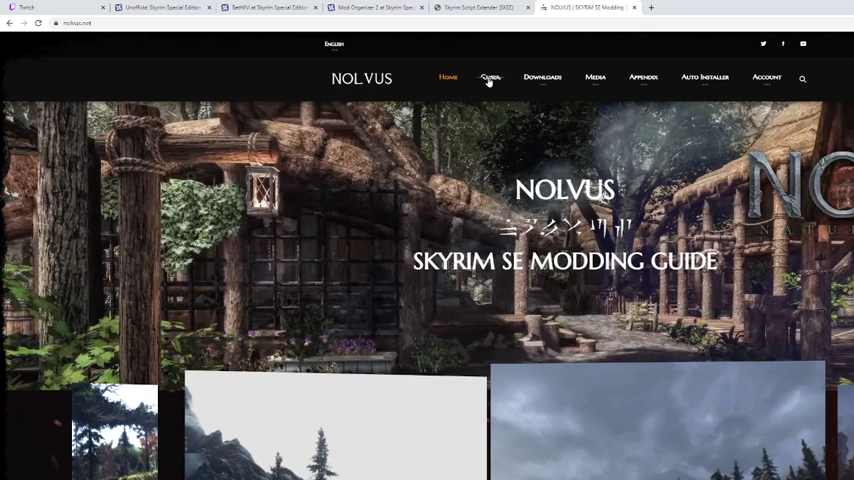 Twitch
Unofficial Skyrim Special Edition
BethINI at Skyrim Special Edition
Mod Organizer 2 at Skyrim Spec
Skyrim Script Extender (SKSE)
NOLVUS | SKYRIM SE MODDING G
nolvus.net
ENGLISH
NOLVUS
HOME
DOWNLOADS
MEDIA
APPENDIX
AUTO INSTALLER
ACCOUNT
NOLVUS
SKYRIM SE MODDING GUIDE